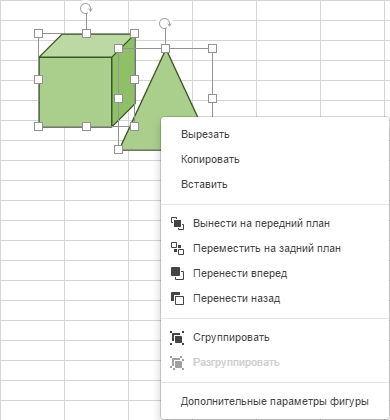 Вырезать
Копировать
Вставить
Вынести на передний план
Переместить на задний план
Перенести вперед
Перенести назад
Сгруппировать
Разгруппировать
Дополнительные параметры фигуры